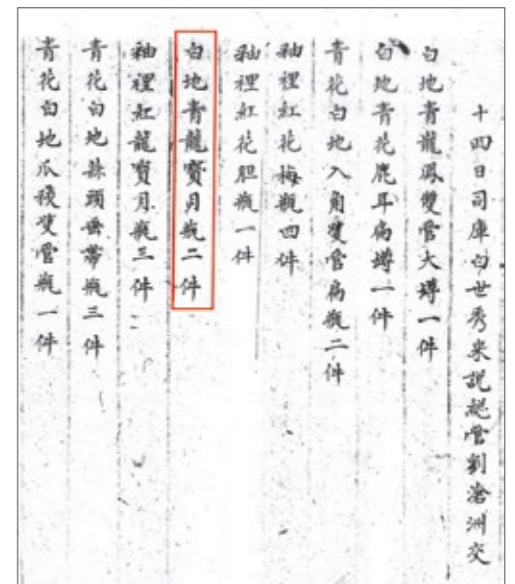 十四日司庫白世秀来說總管劉滄洲交
白地青龍鳳雙管大罇一件
白地青花鹿耳扁罇一件
青花白地八角雙管扁瓶二件
釉裡紅花梅瓶四件
釉裡紅花胆瓶一件
白地青龍寶月瓶二件
釉裡紅龍寶月瓶三件
青花白地蒜頭垂帶瓶三件
青花白地瓜稜雙管瓶一件